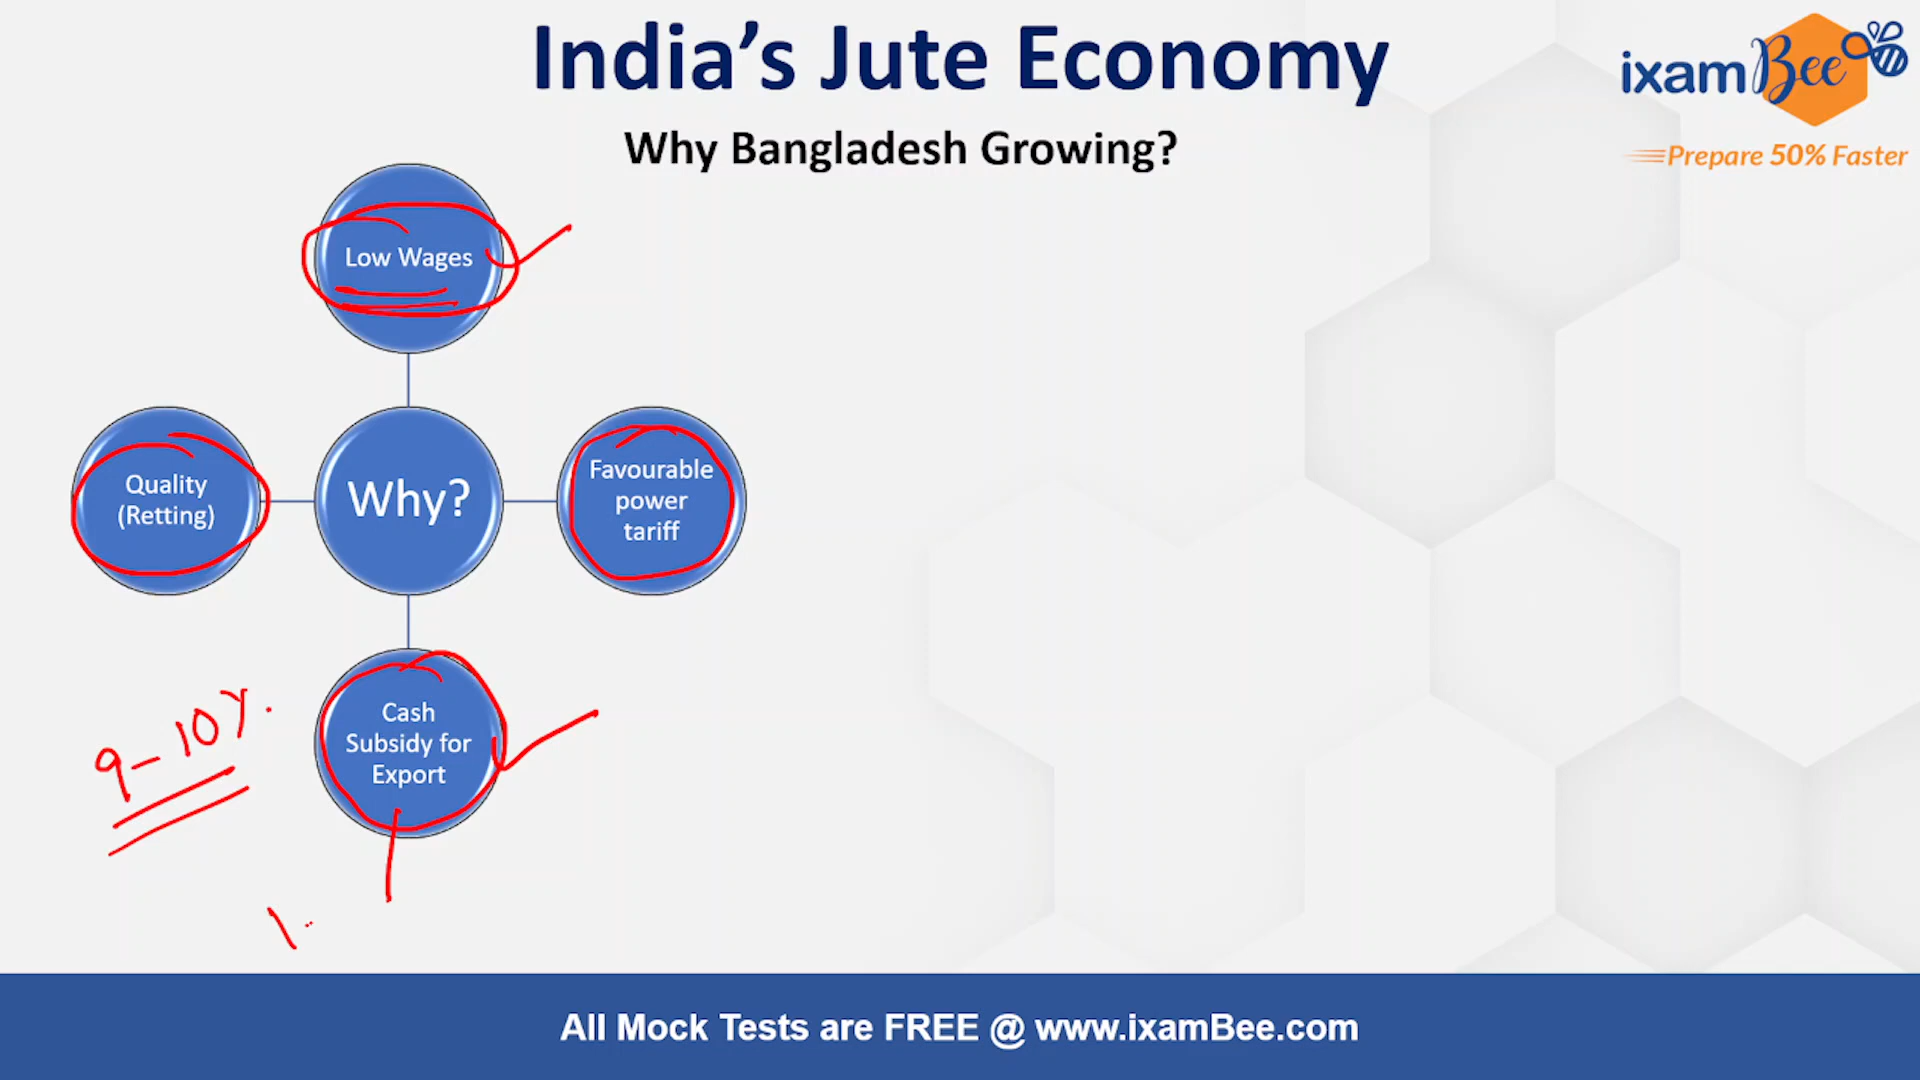 India's Jute Economy
ixamBee
Prepare 50% Faster
Why Bangladesh Growing?
Low Wages
Quality
(Retting)
Why?
Favourable
power
tariff
Cash
Subsidy for
Export
9-10%.
All Mock Tests are FREE @ www.ixamBee.com